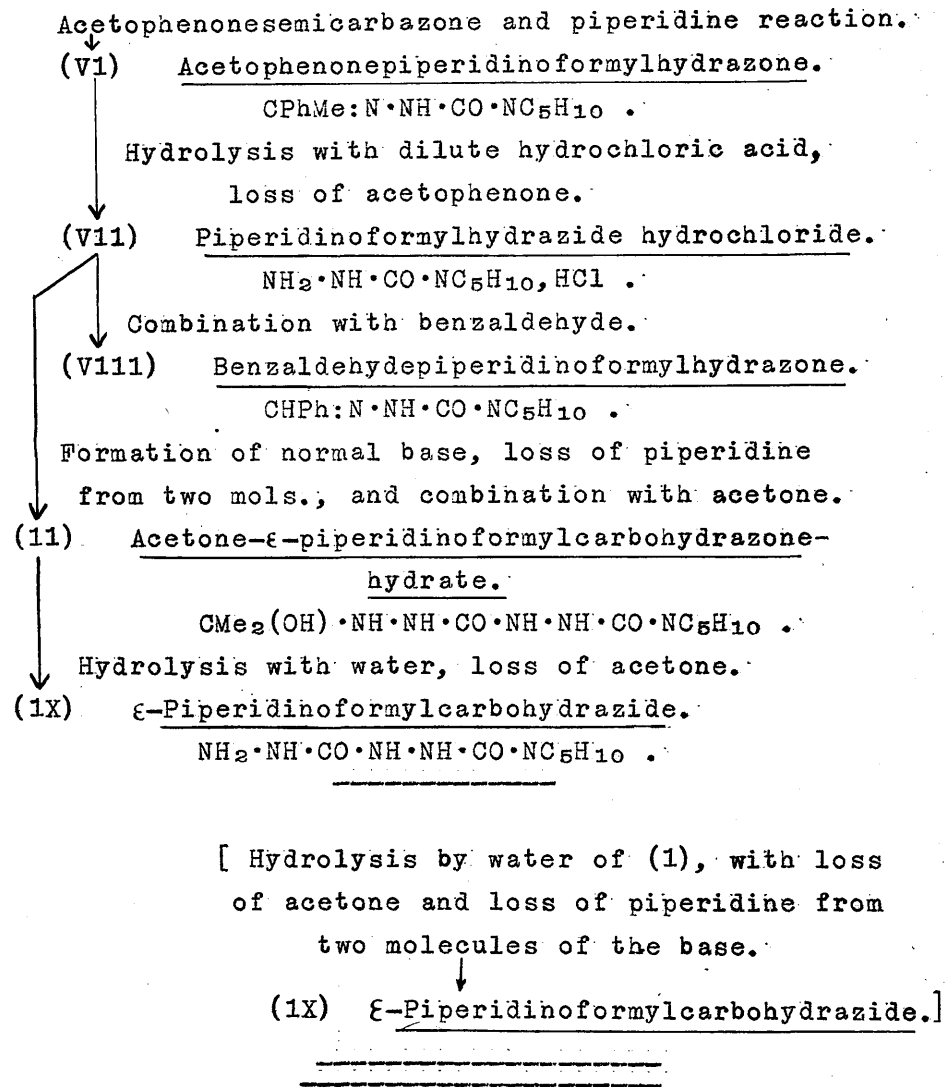 Acetophenonesemicarbazone and piperidine reaction.
(V1) Acetophenonepiperidinoformylhydrazone.
CPhMe:N·NH·CO·NC₅H₁₀ .
Hydrolysis with dilute hydrochloric acid,
loss of acetophenone.
(V11) Piperidinoformylhydrazide hydrochloride.
NH₂·NH·CO·NC₅H₁₀,HCl .
Combination with benzaldehyde.
(V111) Benzaldehydepiperidinoformylhydrazone.
CHPh:N·NH·CO·NC₅H₁₀ .
Formation of normal base, loss of piperidine
from two mols., and combination with acetone.
(11) Acetone-ε-piperidinoformylcarbohydrazone-
hydrate.
CMe₂(OH)·NH·NH·CO·NH·NH·CO·NC₅H₁₀ .
Hydrolysis with water, loss of acetone.
(1X) ε-Piperidinoformylcarbohydrazide.
NH₂·NH·CO·NH·NH·CO·NC₅H₁₀ .
[ Hydrolysis by water of (1), with loss
of acetone and loss of piperidine from
two molecules of the base.
(1X) ε-Piperidinoformylcarbohydrazide.]